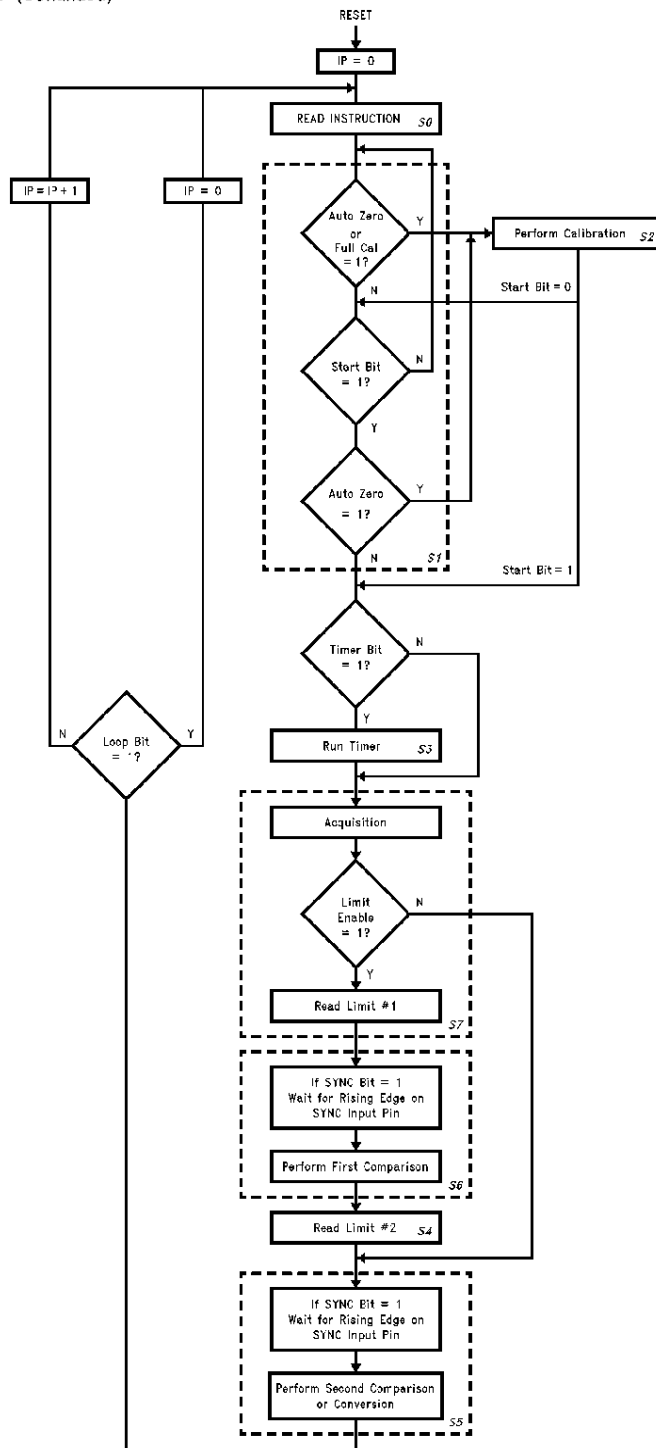 RESET
IP = 0
READ INSTRUCTION S0
IP = IP + 1
IP = 0
Auto Zero
or
Full Cal
= 1?
Y
N
Perform Calibration S2
Start Bit = 0
Start Bit
= 1?
N
Y
Auto Zero
= 1?
Y
N
S1
Start Bit = 1
Timer Bit
= 1?
N
Y
Run Timer S3
N
Loop Bit
= 1?
Y
Acquisition
Limit
Enable
= 1?
N
Y
Read Limit #1
S7
If SYNC Bit = 1
Wait for Rising Edge on
SYNC Input Pin
Perform First Comparison
S6
Read Limit #2 S4
If SYNC Bit = 1
Wait for Rising Edge on
SYNC Input Pin
Perform Second Comparison
or Conversion
S5